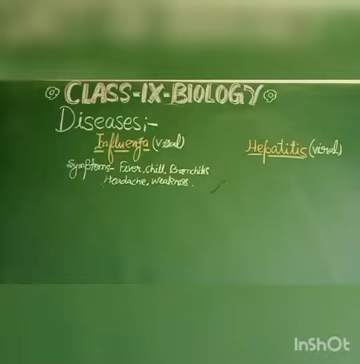 CLASS-IX-BIOLOGY
Diseases:-
Influenza (viral)
Hepatitis (viral)
Symptoms- Fever, Chill, Bronchitis
Headache, Weakness.
InShOt